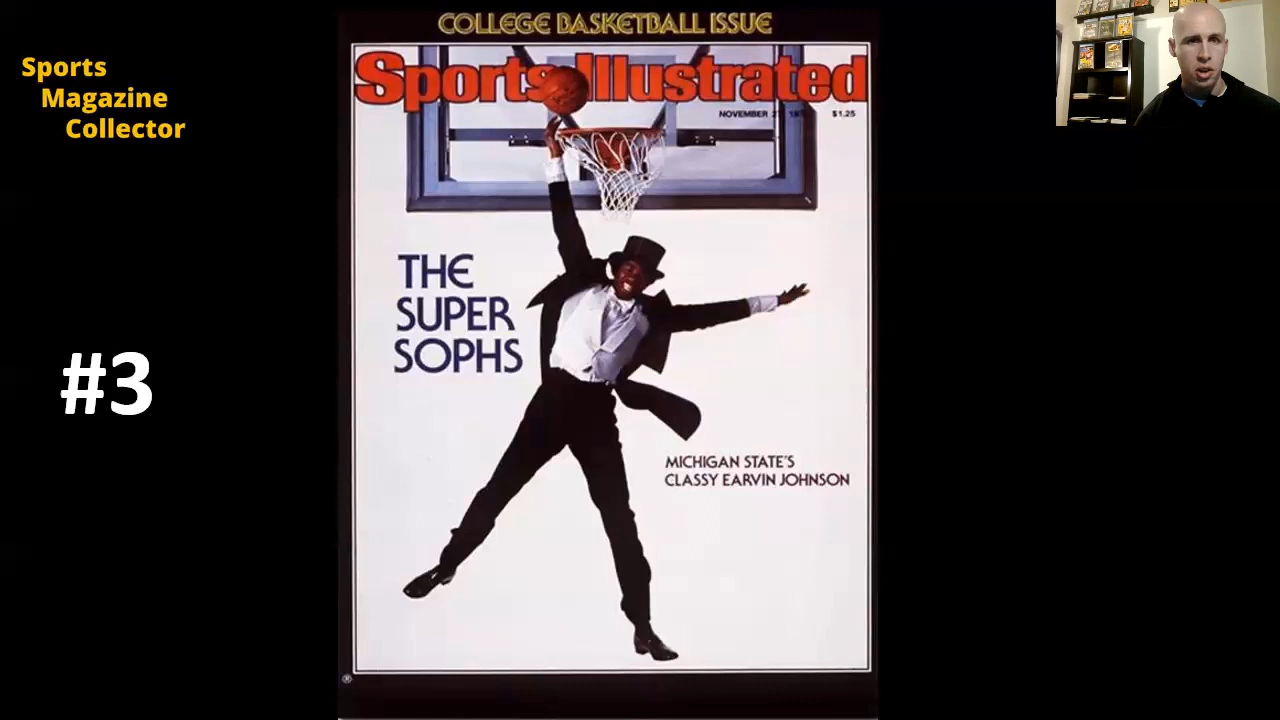 COLLEGE BASKETBALL ISSUE
Sports
Magazine
Collector
Sports Illustrated
NOVEMBER
$1.25
THE
SUPER
SOPHS
#3
MICHIGAN STATE'S
CLASSY EARVIN JOHNSON
®